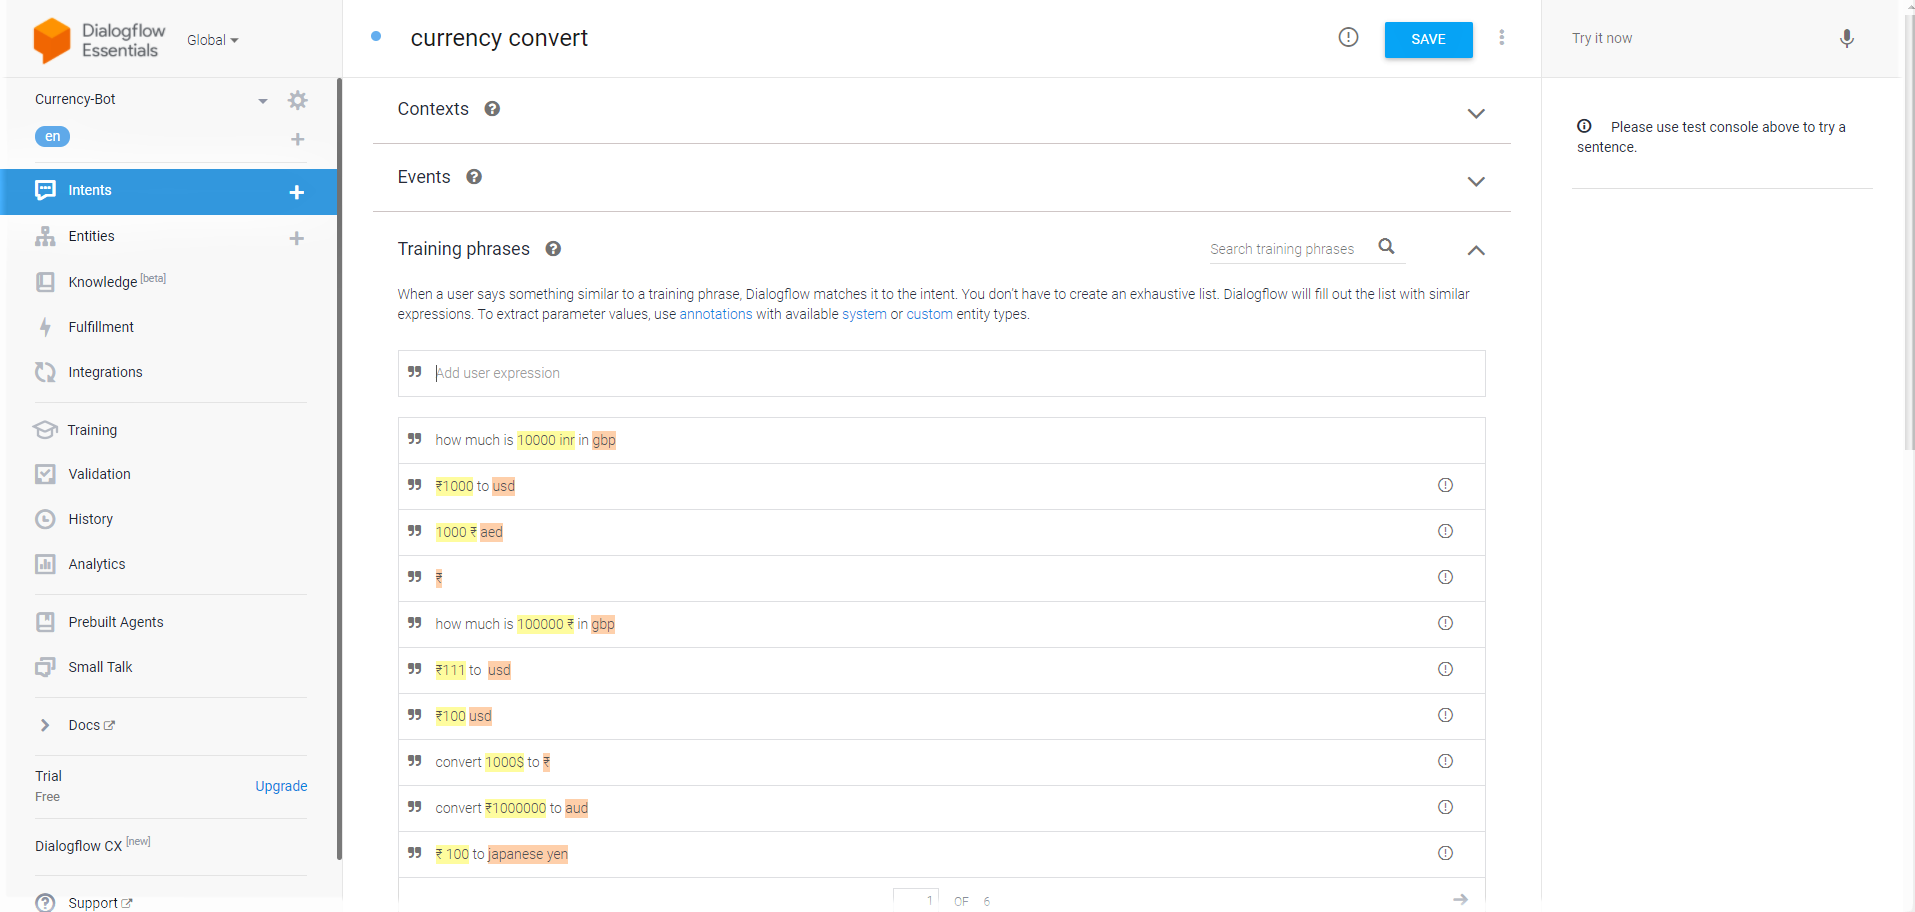 Dialogflow
Essentials
Global
currency convert
SAVE
Try it now
Currency-Bot
en
Intents
Entities
Knowledge [beta]
Fulfillment
Integrations
Training
Validation
History
Analytics
Prebuilt Agents
Small Talk
Docs
Trial
Free
Upgrade
Dialogflow CX [new]
Support
Contexts
Events
Training phrases
Search training phrases
When a user says something similar to a training phrase, Dialogflow matches it to the intent. You don't have to create an exhaustive list. Dialogflow will fill out the list with similar
expressions. To extract parameter values, use annotations with available system or custom entity types.
Add user expression
how much is 10000 inr in gbp
₹1000 to usd
1000 ₹ aed
₹
how much is 100000 ₹ in gbp
₹111 to usd
₹100 usd
convert 1000$ to ₹
convert ₹1000000 to aud
₹ 100 to japanese yen
1 OF 6
Please use test console above to try a
sentence.